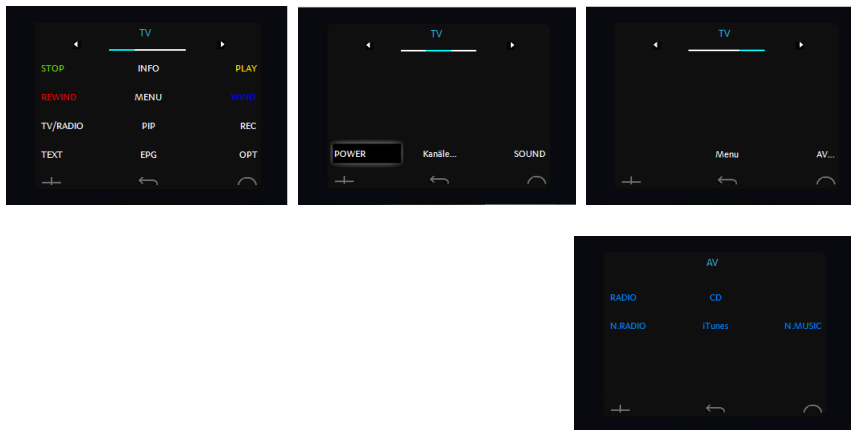 TV
STOP INFO PLAY
REWIND MENU WIND
TV/RADIO PIP REC
TEXT EPG OPT
TV
POWER Kanäle... SOUND
TV
Menu AV...
AV
RADIO CD
N.RADIO iTunes N.MUSIC